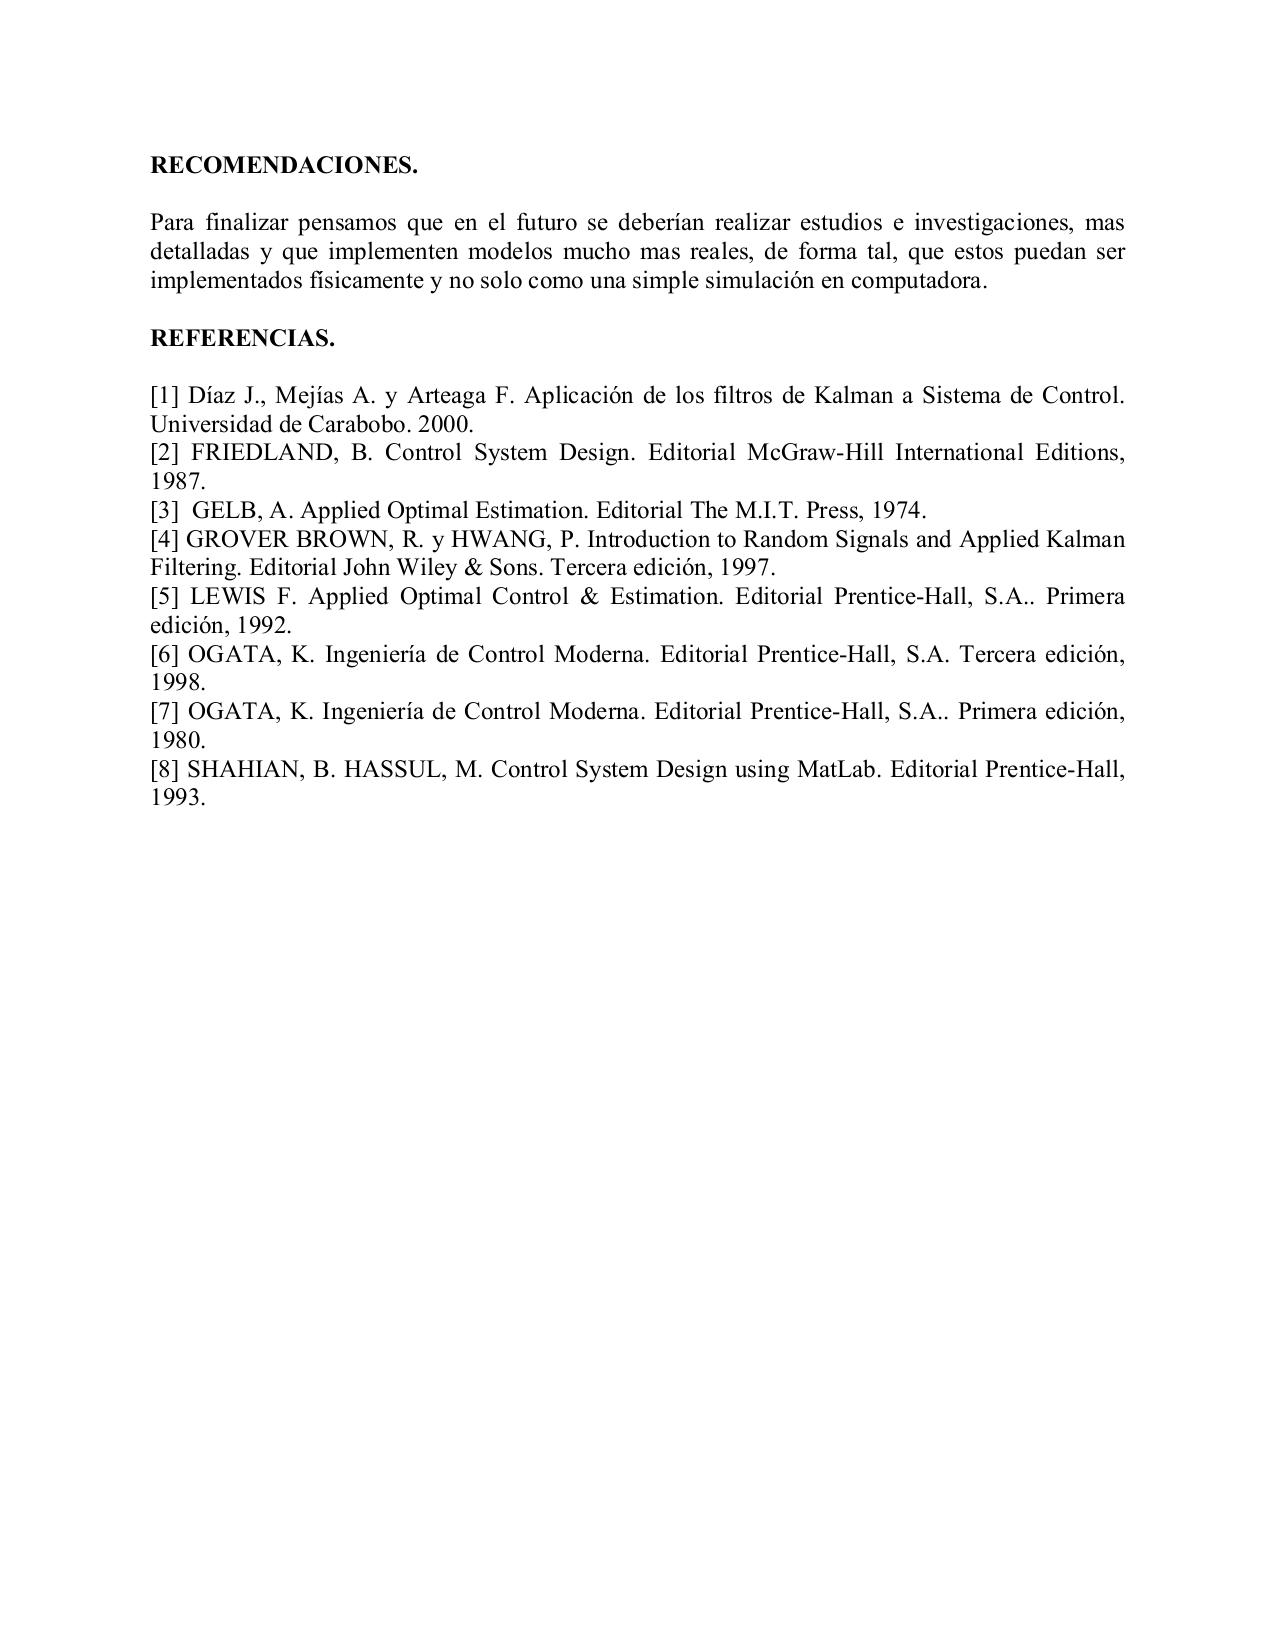 RECOMENDACIONES.
Para finalizar pensamos que en el futuro se deberían realizar estudios e investigaciones, mas
detalladas y que implementen modelos mucho mas reales, de forma tal, que estos puedan ser
implementados físicamente y no solo como una simple simulación en computadora.
REFERENCIAS.
[1] Díaz J., Mejías A. y Arteaga F. Aplicación de los filtros de Kalman a Sistema de Control.
Universidad de Carabobo. 2000.
[2] FRIEDLAND, B. Control System Design. Editorial McGraw-Hill International Editions,
1987.
[3]  GELB, A. Applied Optimal Estimation. Editorial The M.I.T. Press, 1974.
[4] GROVER BROWN, R. y HWANG, P. Introduction to Random Signals and Applied Kalman
Filtering. Editorial John Wiley & Sons. Tercera edición, 1997.
[5] LEWIS F. Applied Optimal Control & Estimation. Editorial Prentice-Hall, S.A.. Primera
edición, 1992.
[6] OGATA, K. Ingeniería de Control Moderna. Editorial Prentice-Hall, S.A. Tercera edición,
1998.
[7] OGATA, K. Ingeniería de Control Moderna. Editorial Prentice-Hall, S.A.. Primera edición,
1980.
[8] SHAHIAN, B. HASSUL, M. Control System Design using MatLab. Editorial Prentice-Hall,
1993.